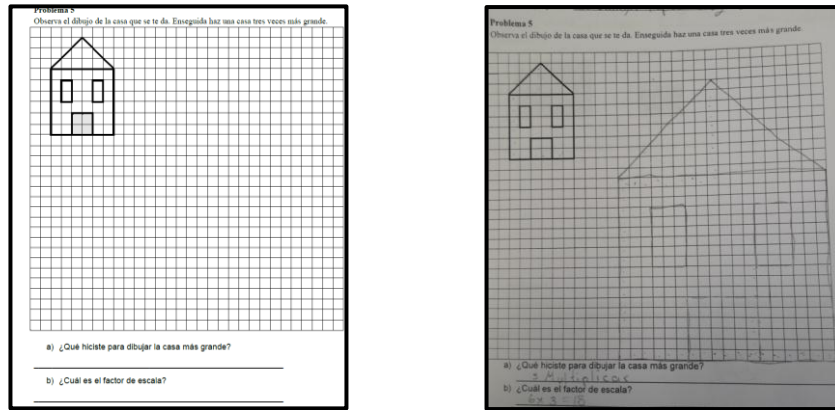 Problema 5
Observa el dibujo de la casa que se te da. Enseguida haz una casa tres veces más grande.
a) ¿Qué hiciste para dibujar la casa más grande?
b) ¿Cuál es el factor de escala?
Problema 5
Observa el dibujo de la casa que se te da. Enseguida haz una casa tres veces más grande.
a) ¿Qué hiciste para dibujar la casa más grande?
Multiplicar
b) ¿Cuál es el factor de escala?
6x3=18